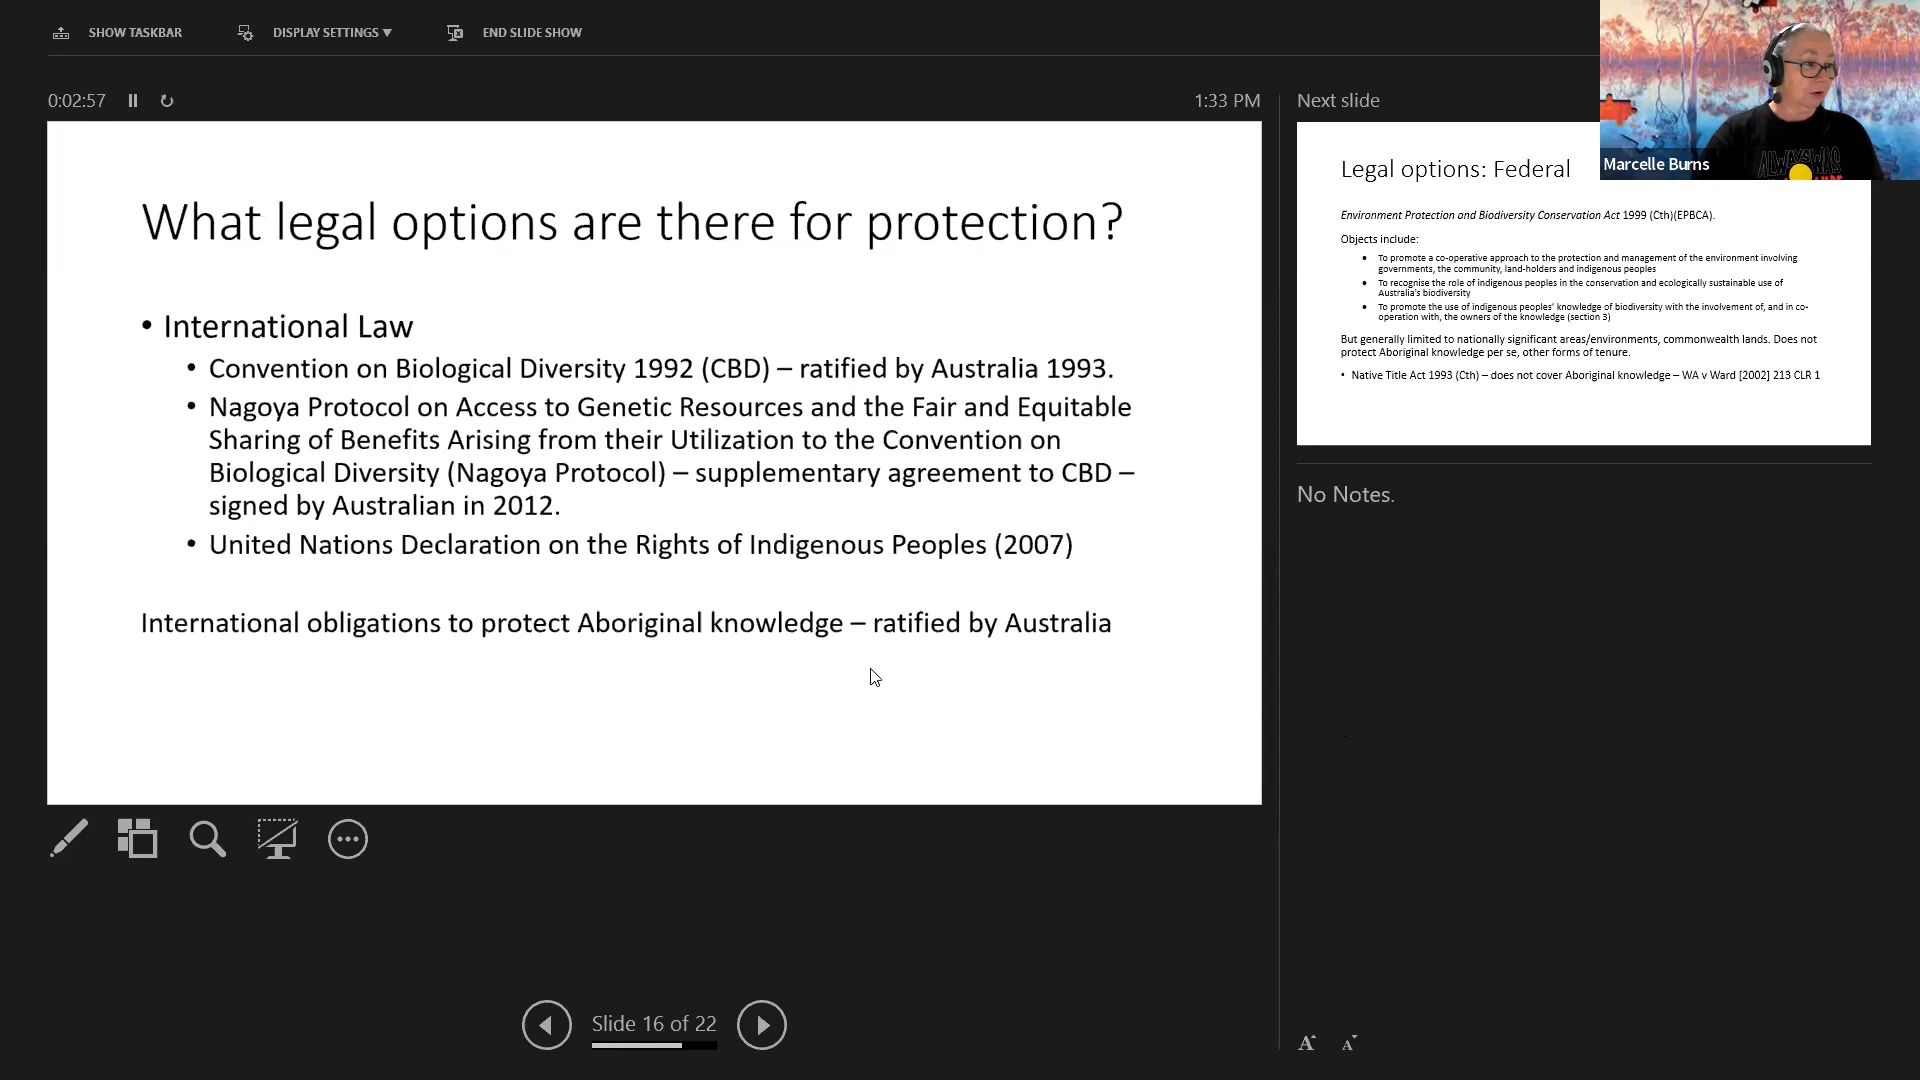 SHOW TASKBAR
DISPLAY SETTINGS ▼
END SLIDE SHOW
0:02:57
1:33 PM
What legal options are there for protection?
• International Law
• Convention on Biological Diversity 1992 (CBD) – ratified by Australia 1993.
• Nagoya Protocol on Access to Genetic Resources and the Fair and Equitable
Sharing of Benefits Arising from their Utilization to the Convention on
Biological Diversity (Nagoya Protocol) – supplementary agreement to CBD –
signed by Australian in 2012.
• United Nations Declaration on the Rights of Indigenous Peoples (2007)
International obligations to protect Aboriginal knowledge – ratified by Australia
Slide 16 of 22
Next slide
Legal options: Federal
Environment Protection and Biodiversity Conservation Act 1999 (Cth)(EPBCA).
Objects include:
• To promote a co-operative approach to the protection and management of the environment involving
governments, the community, land-holders and indigenous peoples
• To recognise the role of indigenous peoples in the conservation and ecologically sustainable use of
Australia's biodiversity
• To promote the use of indigenous peoples' knowledge of biodiversity with the involvement of, and in co-
operation with, the owners of the knowledge (section 3)
But generally limited to nationally significant areas/environments, commonwealth lands. Does not
protect Aboriginal knowledge per se, other forms of tenure.
• Native Title Act 1993 (Cth) – does not cover Aboriginal knowledge – WA v Ward [2002] 213 CLR 1
No Notes.
A A
Marcelle Burns
ALWAYS WAS